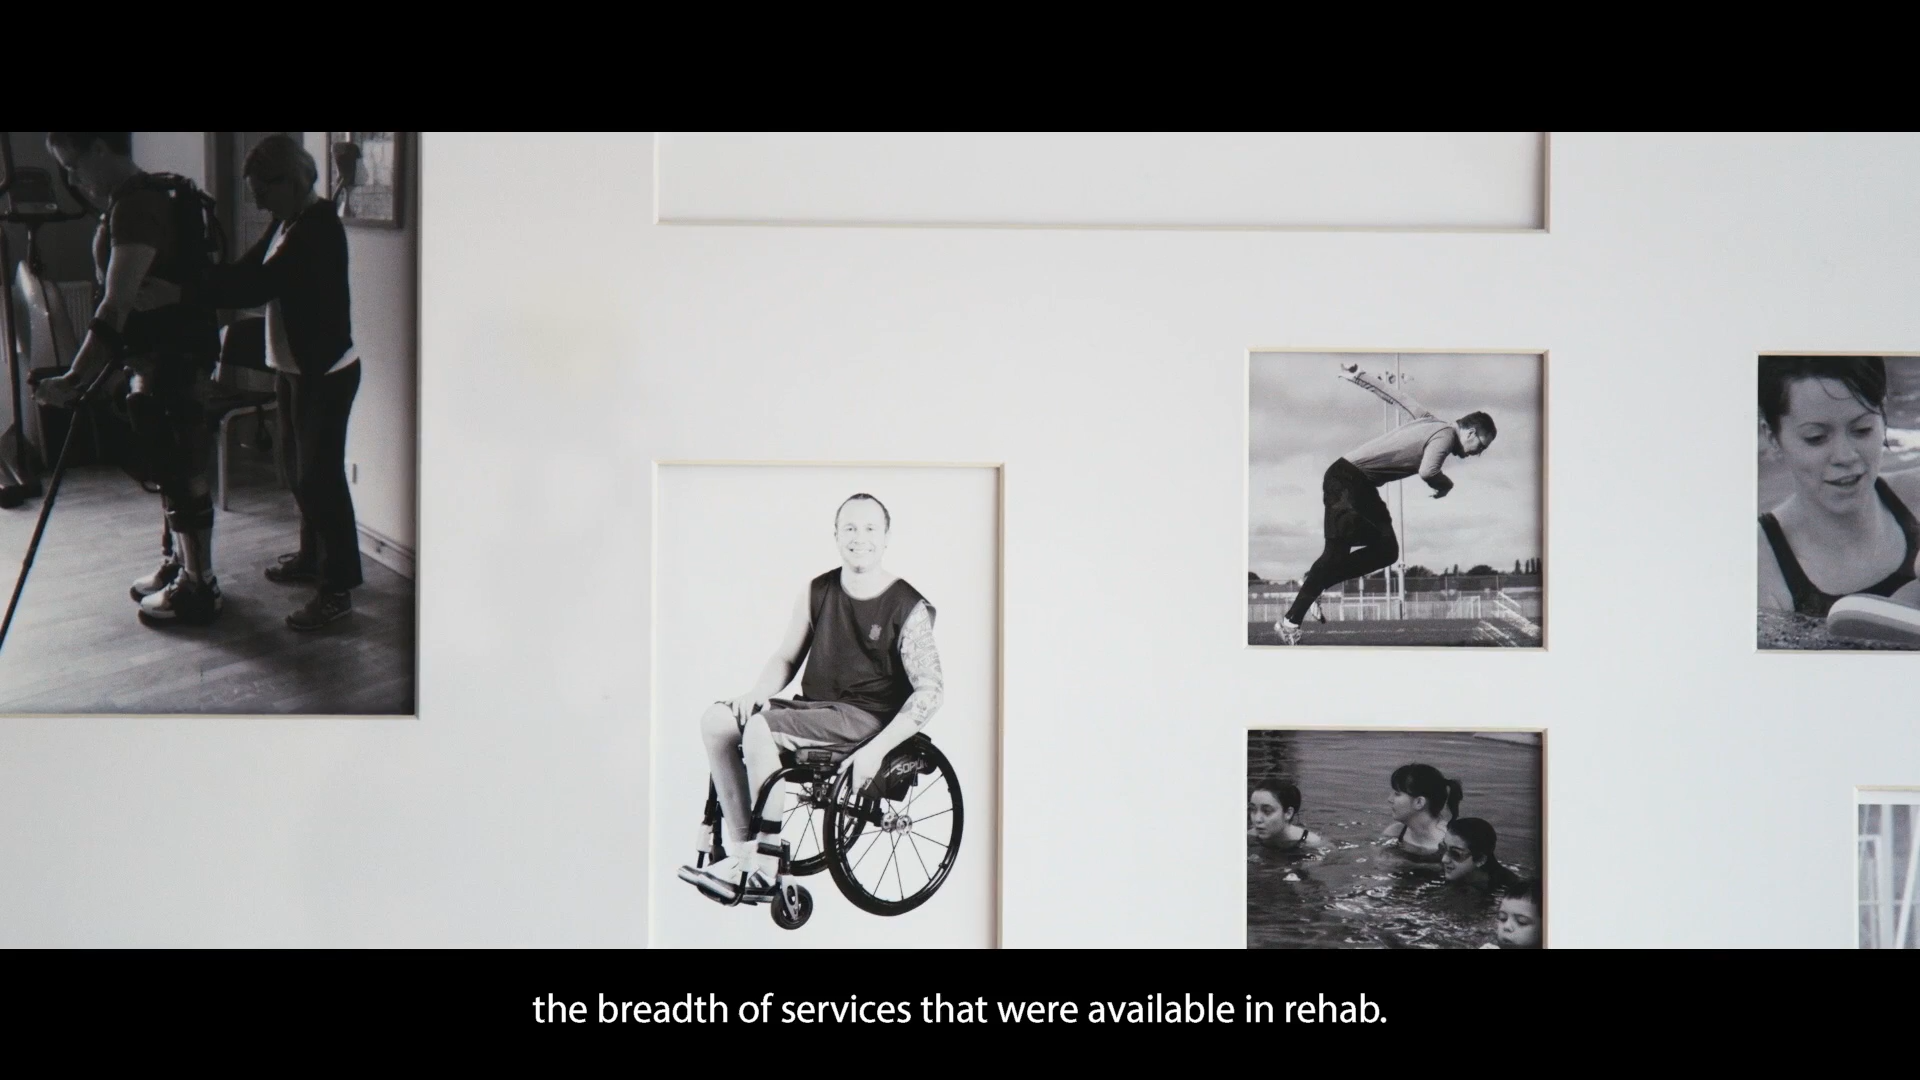 the breadth of services that were available in rehab.